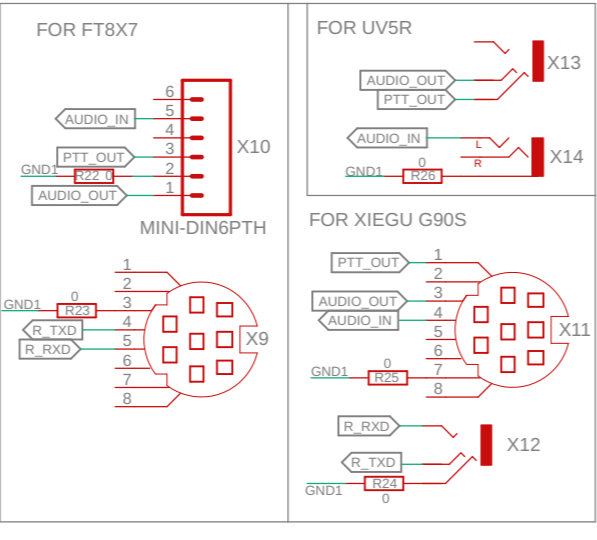 FOR FT8X7
6
AUDIO_IN
5
4
PTT_OUT
3
X10
GND1
R22 0
2
AUDIO_OUT
1
MINI-DIN6PTH
1
2
GND1
0
R23
3
R_TXD
4
R_RXD
5
X9
6
7
8
FOR UV5R
X13
AUDIO_OUT
PTT_OUT
AUDIO_IN
L
R
X14
GND1
0
R26
FOR XIEGU G90S
PTT_OUT
1
2
AUDIO_OUT
3
AUDIO_IN
4
X11
5
6
GND1
0
R25
7
8
R_RXD
X12
R_TXD
GND1
R24
0